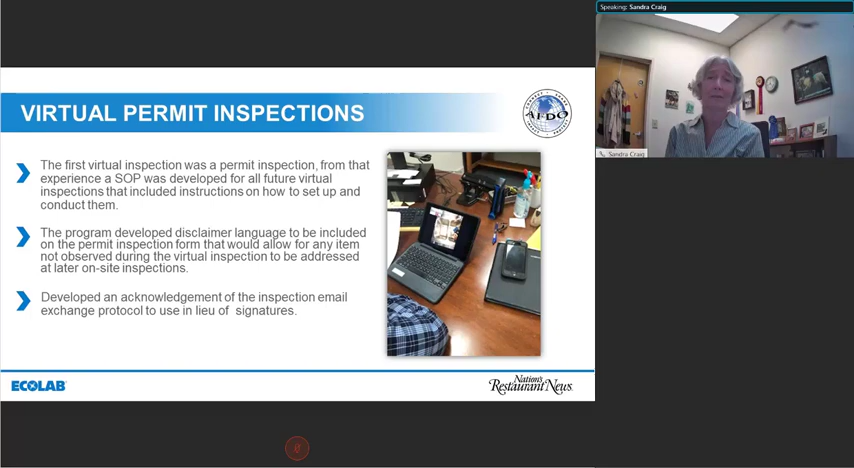 Speaking: Sandra Craig
VIRTUAL PERMIT INSPECTIONS
AFDO
The first virtual inspection was a permit inspection, from that
experience a SOP was developed for all future virtual
inspections that included instructions on how to set up and
conduct them.
The program developed disclaimer language to be included
on the permit inspection form that would allow for any item
not observed during the virtual inspection to be addressed
at later on-site inspections.
Developed an acknowledgement of the inspection email
exchange protocol to use in lieu of signatures.
Sandra Craig
ECOLAB
Nation's
Restaurant News